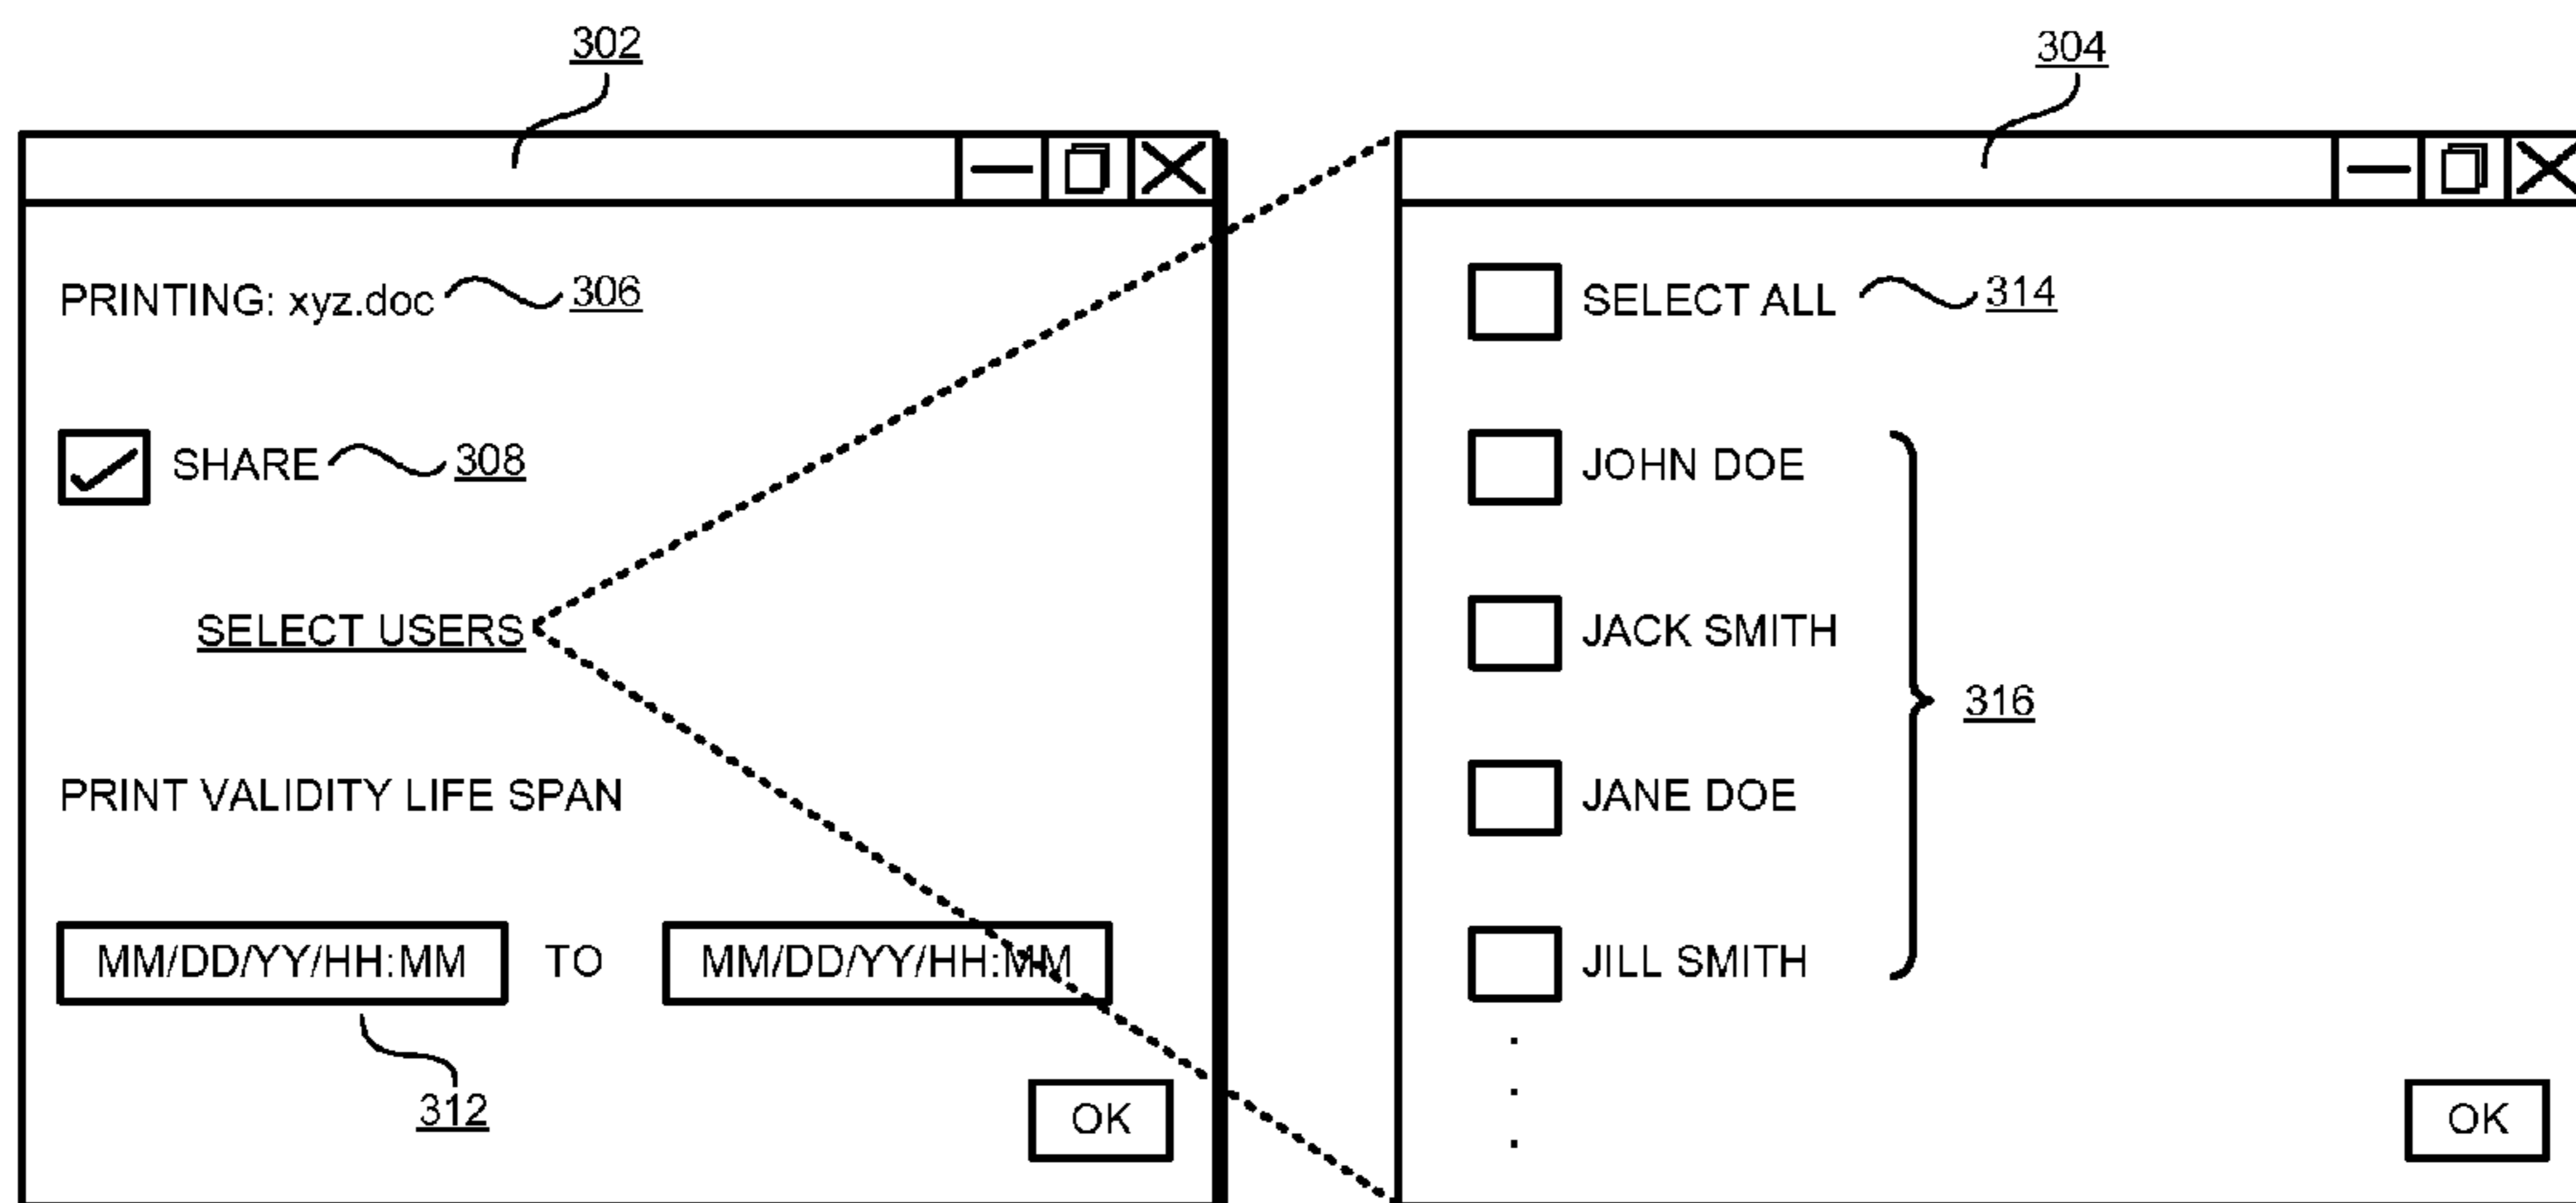 302
PRINTING: xyz.doc 306
SHARE 308
SELECT USERS
PRINT VALIDITY LIFE SPAN
MM/DD/YY/HH:MM TO MM/DD/YY/HH:MM
312
OK
304
SELECT ALL 314
JOHN DOE
JACK SMITH
316
JANE DOE
JILL SMITH
OK